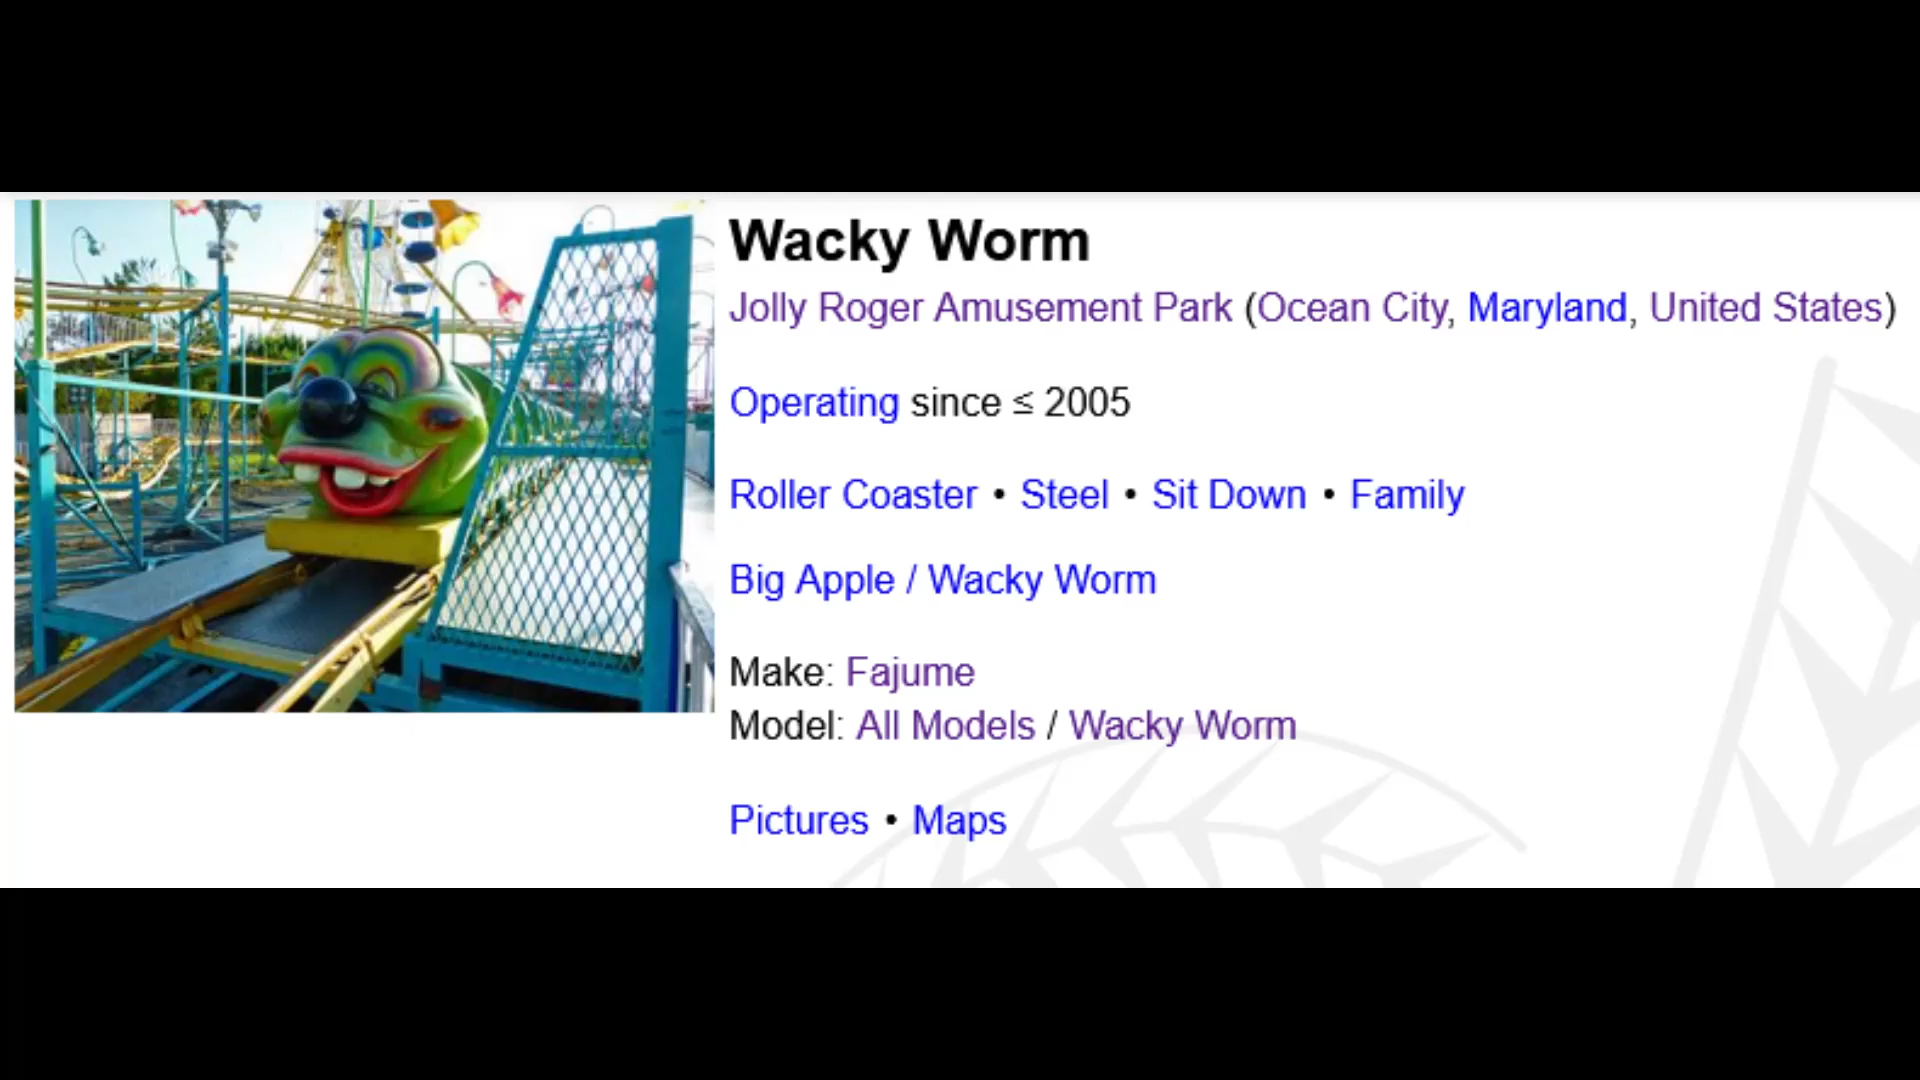 Wacky Worm
Jolly Roger Amusement Park (Ocean City, Maryland, United States)
Operating since ≤ 2005
Roller Coaster • Steel • Sit Down • Family
Big Apple / Wacky Worm
Make: Fajume
Model: All Models / Wacky Worm
Pictures • Maps